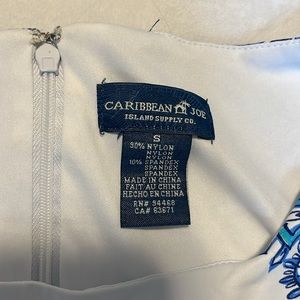 CARIBBEAN JOE
ISLAND SUPPLY CO.
S
90% NYLON
NYLON
NYLON
10% SPANDEX
SPANDEX
SPANDEX
MADE IN CHINA
FAIT AU CHINE
HECHO EN CHINA
RN# 94468
CA# 63671